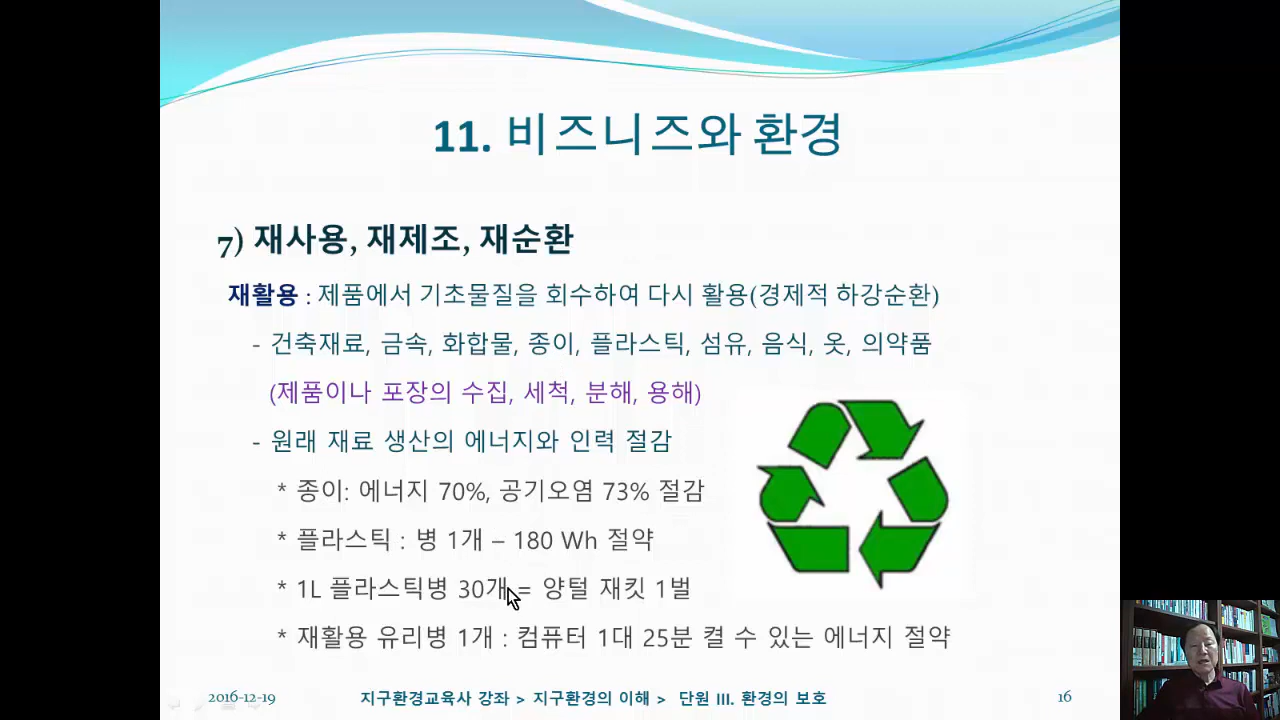 11. 비즈니즈와 환경
7) 재사용, 재제조, 재순환
재활용 : 제품에서 기초물질을 회수하여 다시 활용(경제적 하강순환)
- 건축재료, 금속, 화합물, 종이, 플라스틱, 섬유, 음식, 옷, 의약품
(제품이나 포장의 수집, 세척, 분해, 용해)
- 원래 재료 생산의 에너지와 인력 절감
* 종이: 에너지 70%, 공기오염 73% 절감
* 플라스틱 : 병 1개 – 180 Wh 절약
* 1L 플라스틱병 30개 = 양털 재킷 1벌
* 재활용 유리병 1개 : 컴퓨터 1대 25분 켤 수 있는 에너지 절약
2016-12-19
지구환경교육사 강좌 > 지구환경의 이해 > 단원 III. 환경의 보호
16